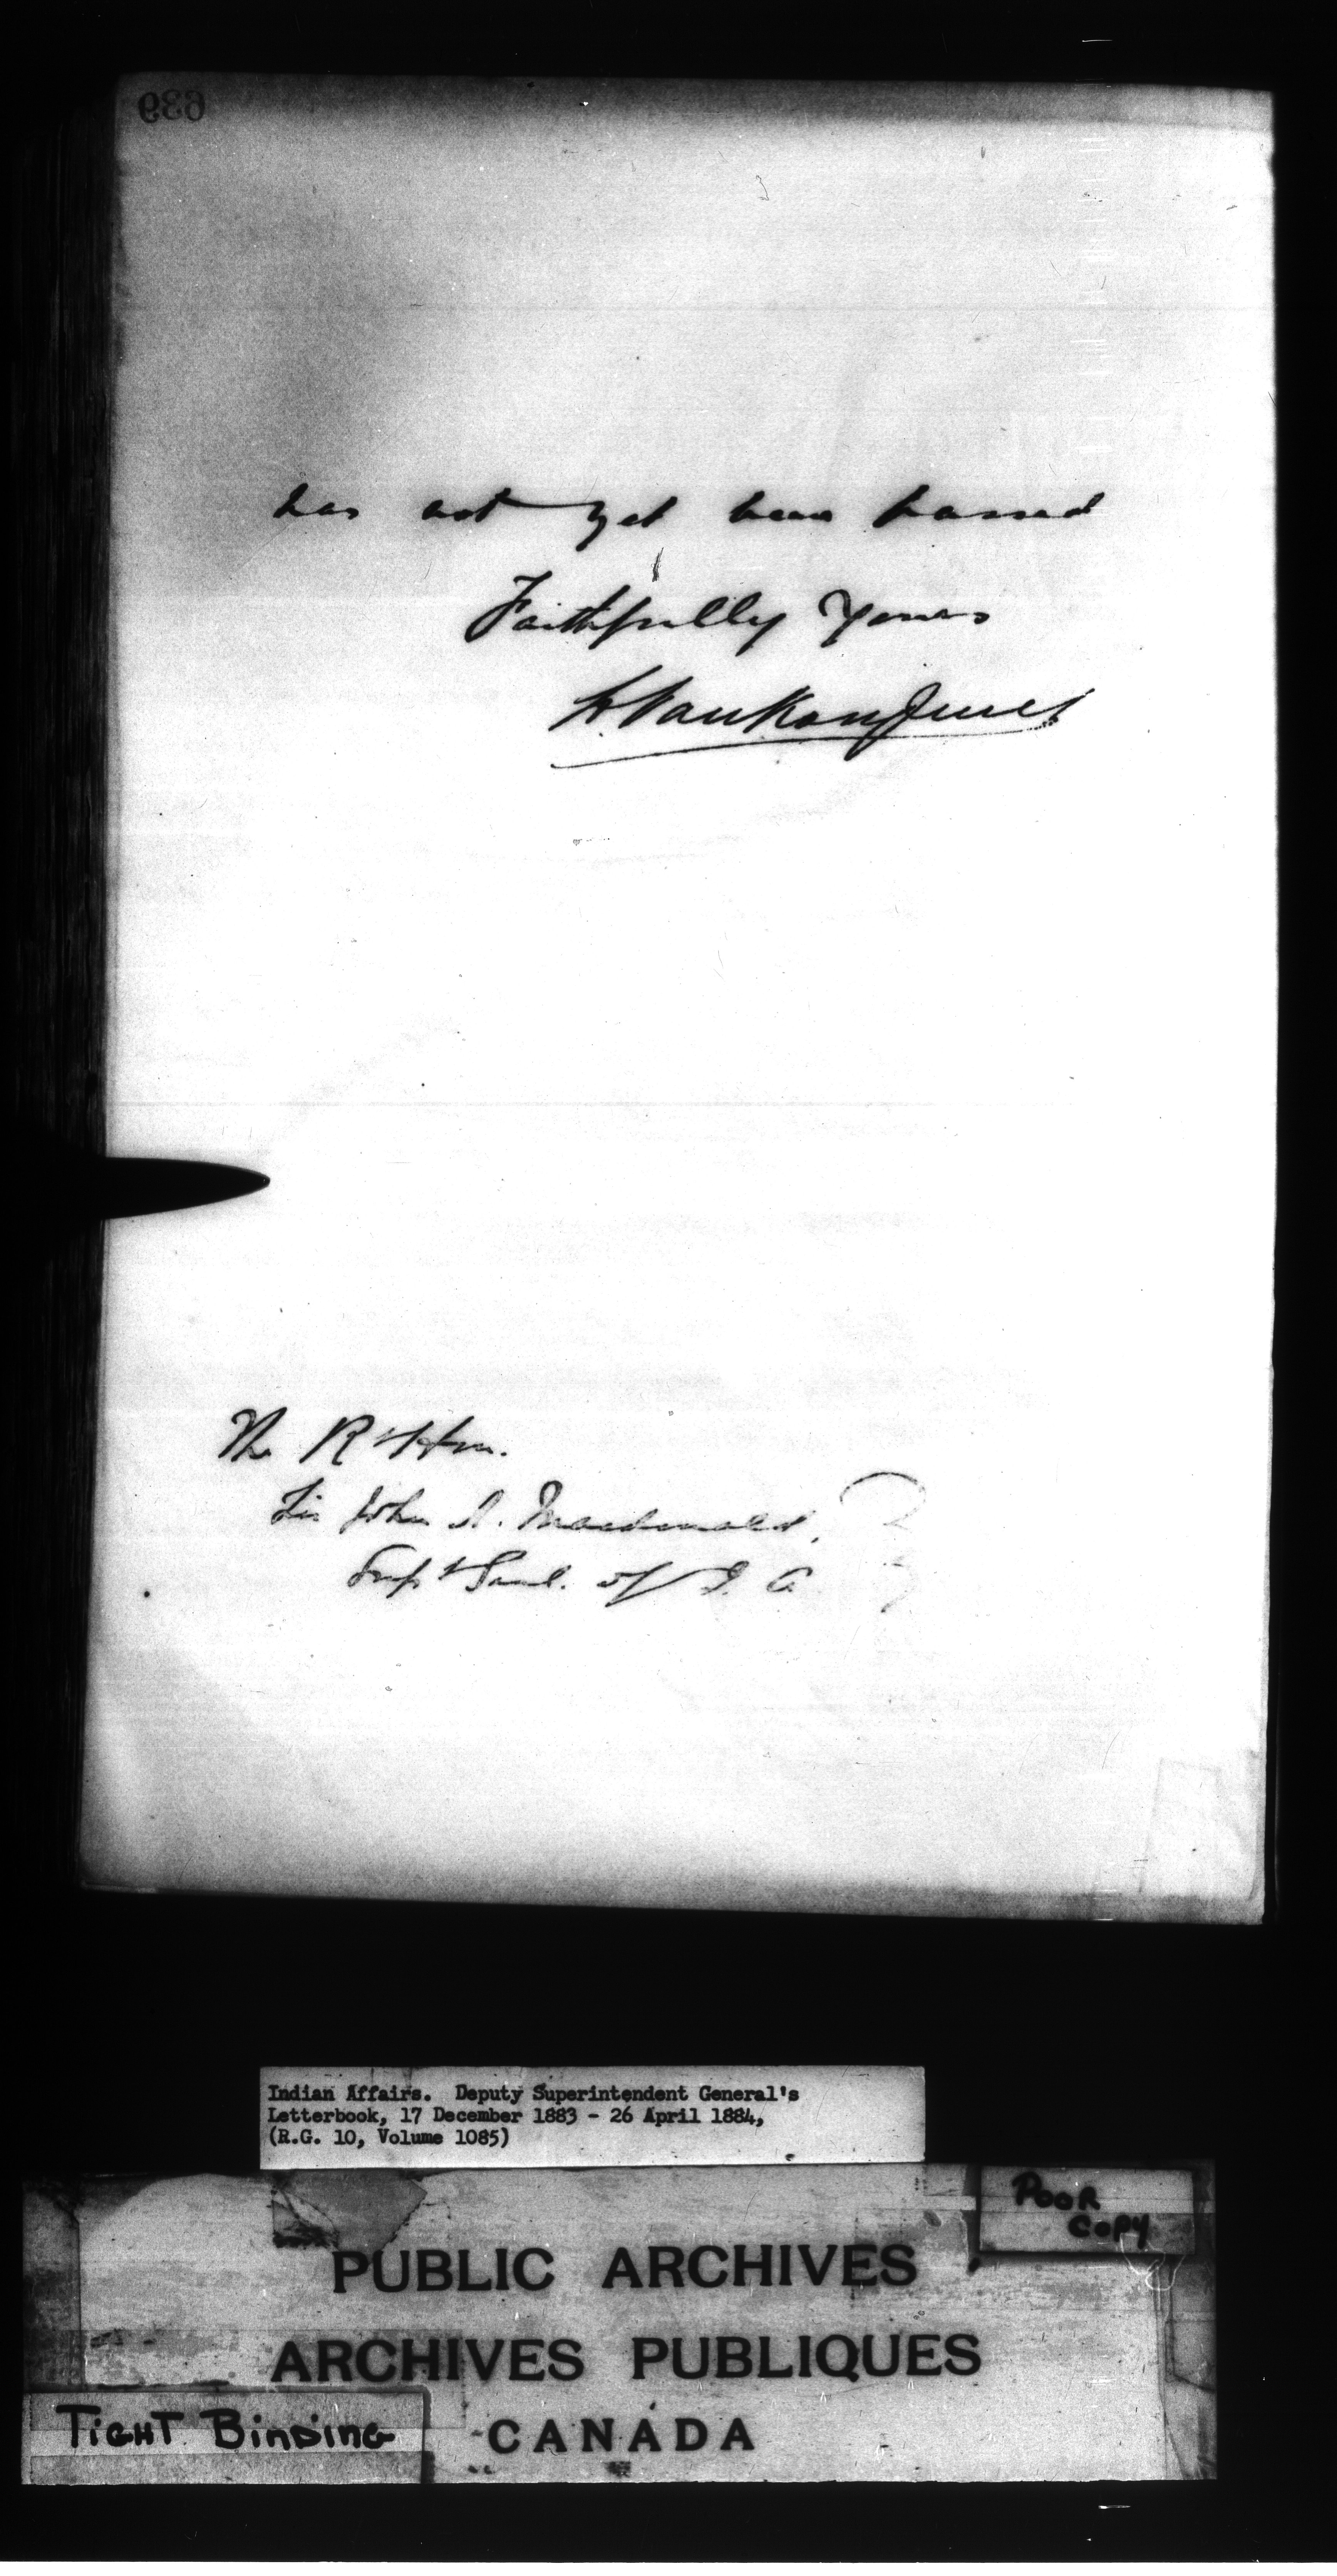 639
has not yet been passed
Faithfully Yours
L. VanKoughnet
The Rt Hon.
Sir John A. Macdonald,
Supt Genl. of I. A.
Indian Affairs. Deputy Superintendent General's
Letterbook, 17 December 1883 - 26 April 1884,
(R.G. 10, Volume 1085)
POOR
COPY
PUBLIC ARCHIVES
ARCHIVES PUBLIQUES
CANADA
TIGHT BINDING